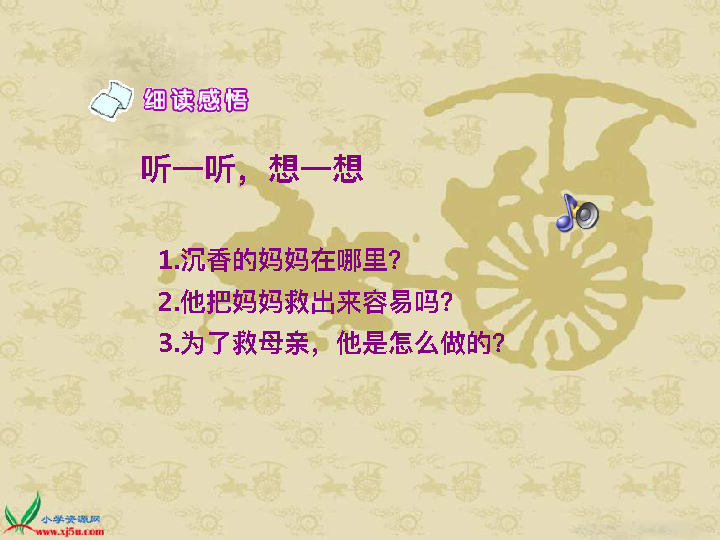 细读感悟
听一听，想一想
1.沉香的妈妈在哪里？
2.他把妈妈救出来容易吗？
3.为了救母亲，他是怎么做的？
小学资源网
www.xj5u.com